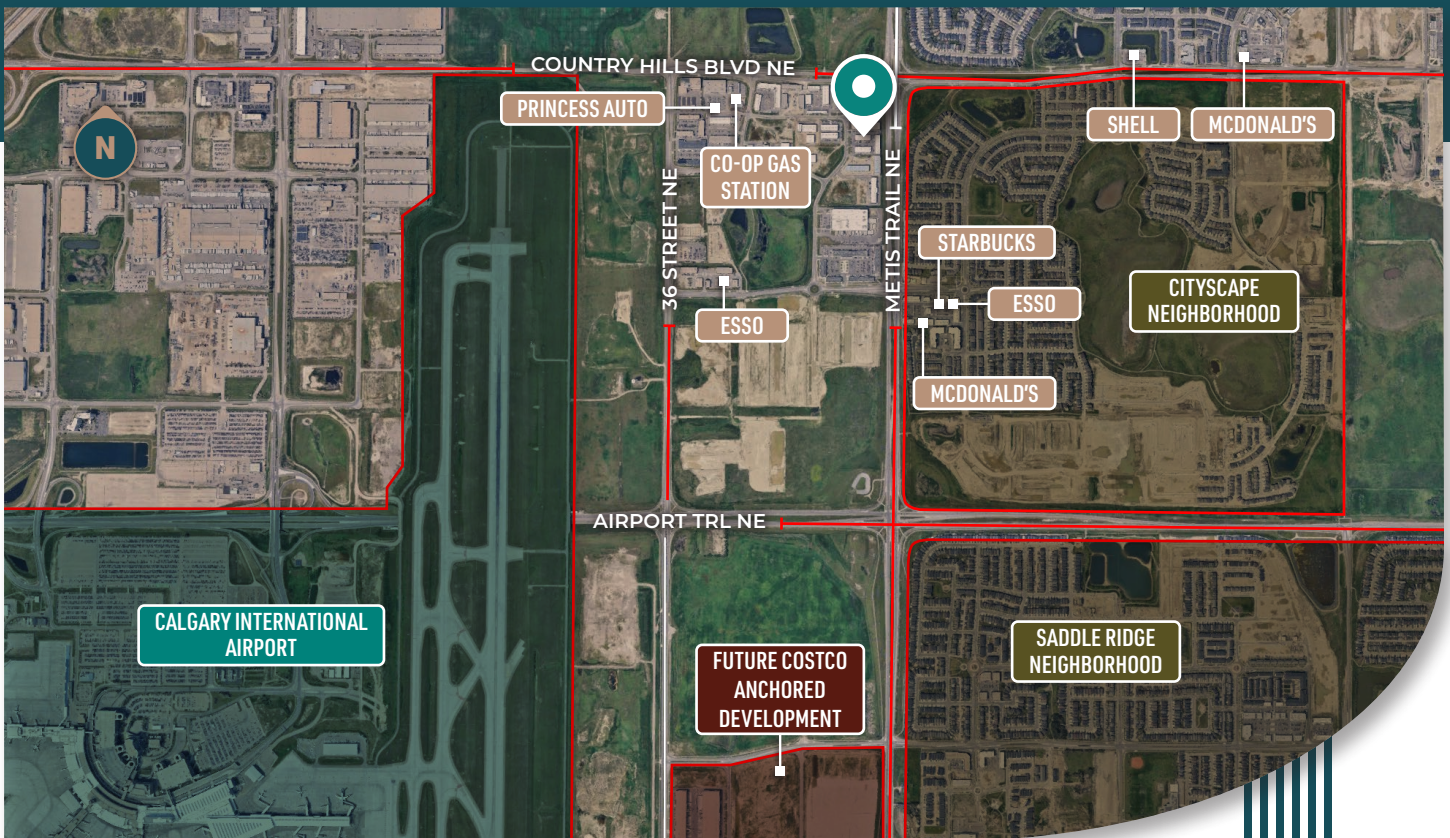 COUNTRY HILLS BLVD NE
PRINCESS AUTO
N
SHELL
MCDONALD'S
CO-OP GAS
STATION
36 STREET NE
METIS TRAIL NE
STARBUCKS
ESSO
ESSO
CITYSCAPE
NEIGHBORHOOD
MCDONALD'S
AIRPORT TRL NE
CALGARY INTERNATIONAL
AIRPORT
FUTURE COSTCO
ANCHORED
DEVELOPMENT
SADDLE RIDGE
NEIGHBORHOOD